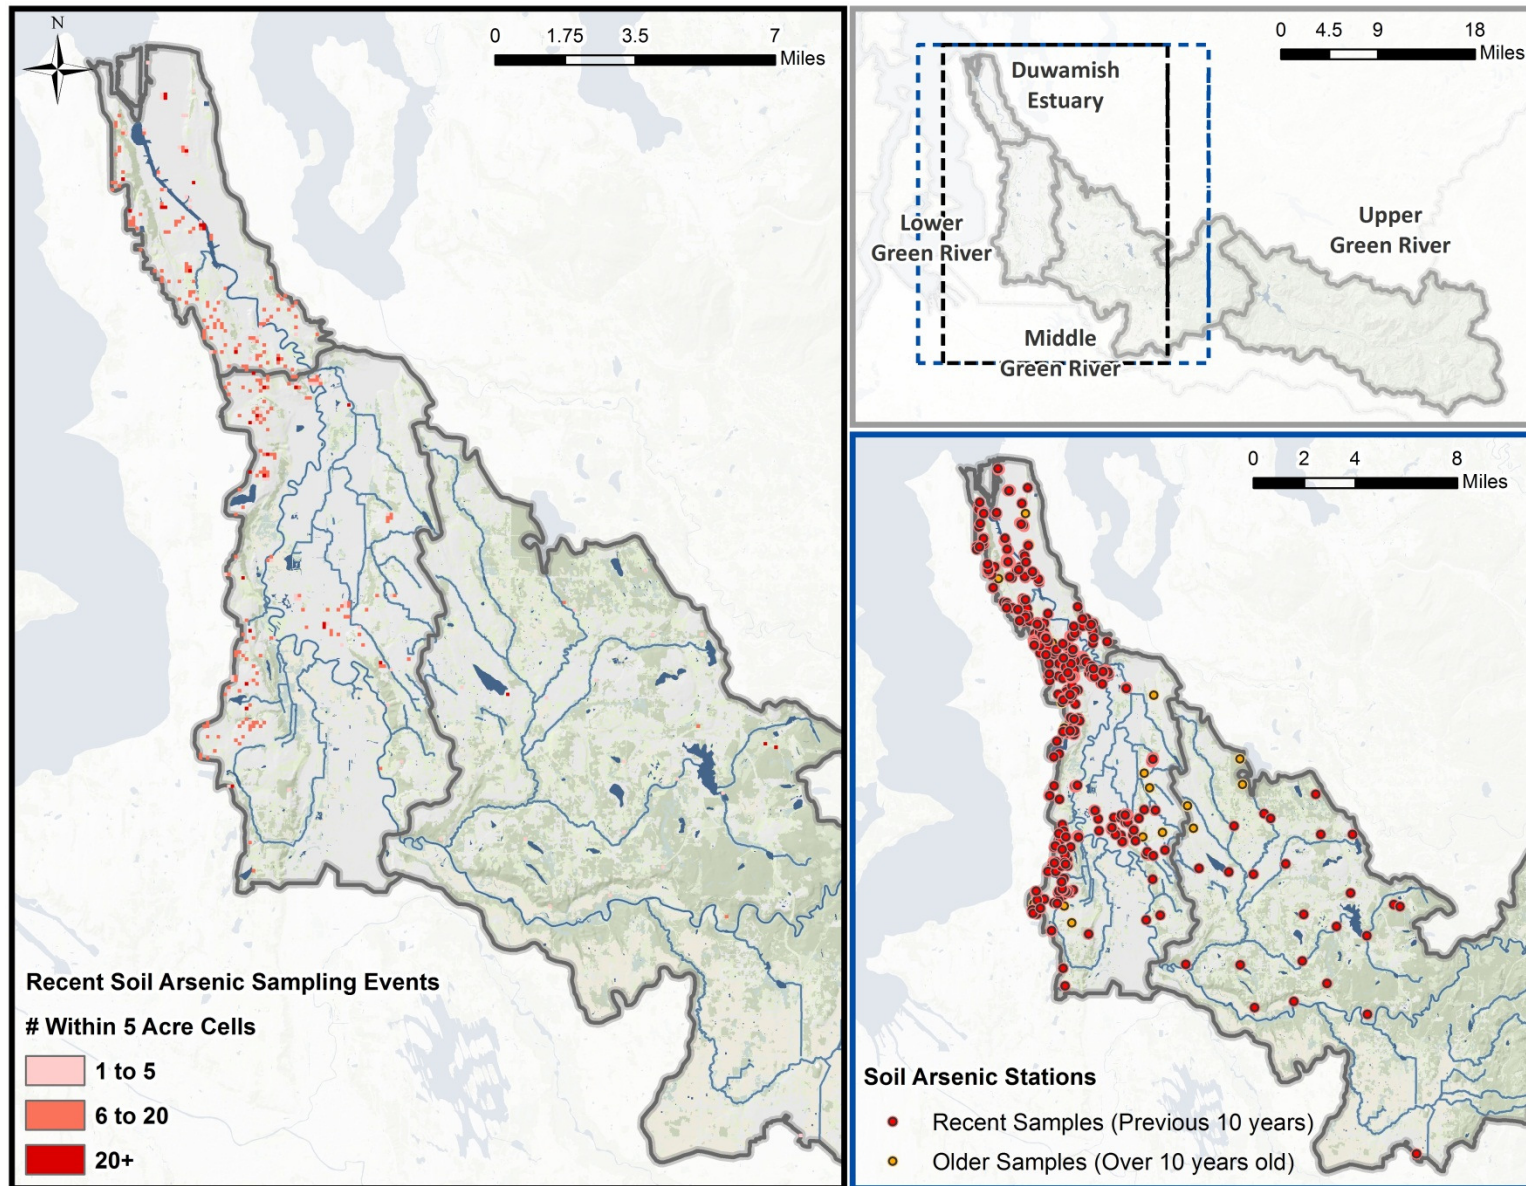 N
0 1.75 3.5 7
Miles
Recent Soil Arsenic Sampling Events
# Within 5 Acre Cells
1 to 5
6 to 20
20+
0 4.5 9 18
Miles
Duwamish
Estuary
Lower
Green River
Upper
Green River
Middle
Green River
0 2 4 8
Miles
Soil Arsenic Stations
Recent Samples (Previous 10 years)
Older Samples (Over 10 years old)